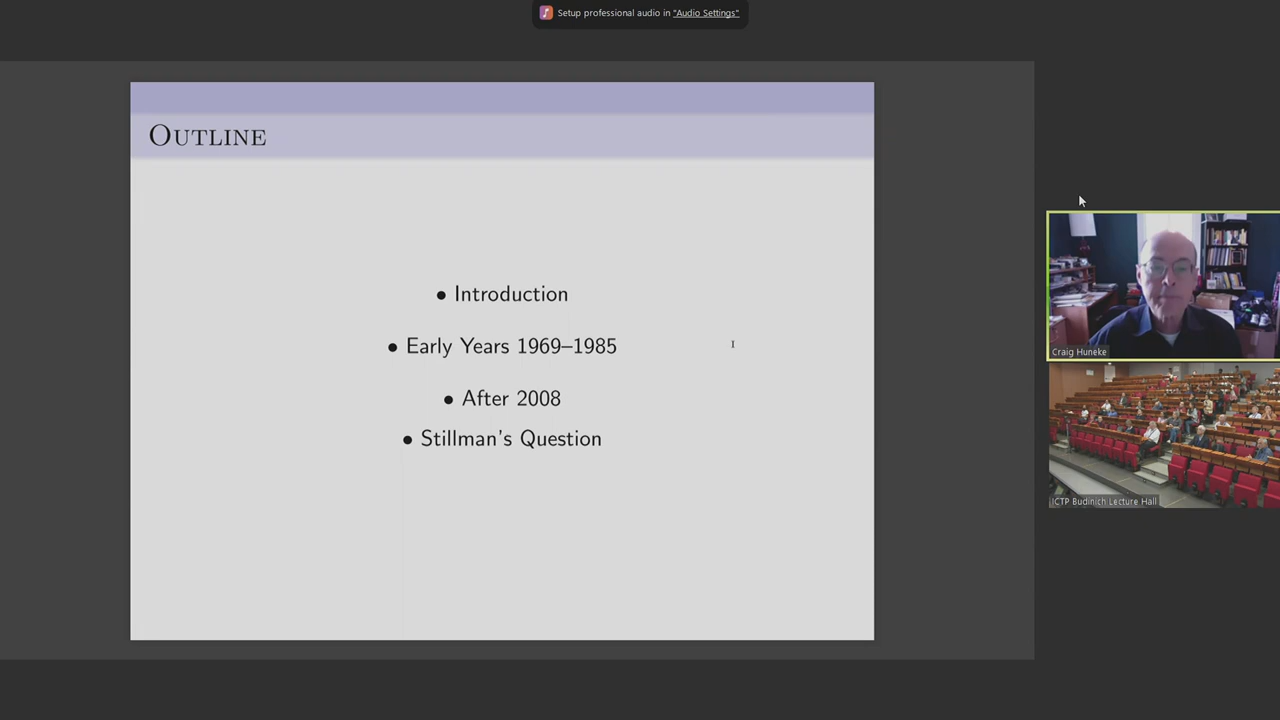 Setup professional audio in "Audio Settings"
OUTLINE
• Introduction
• Early Years 1969–1985
• After 2008
• Stillman's Question
Craig Huneke
ICTP Budinich Lecture Hall